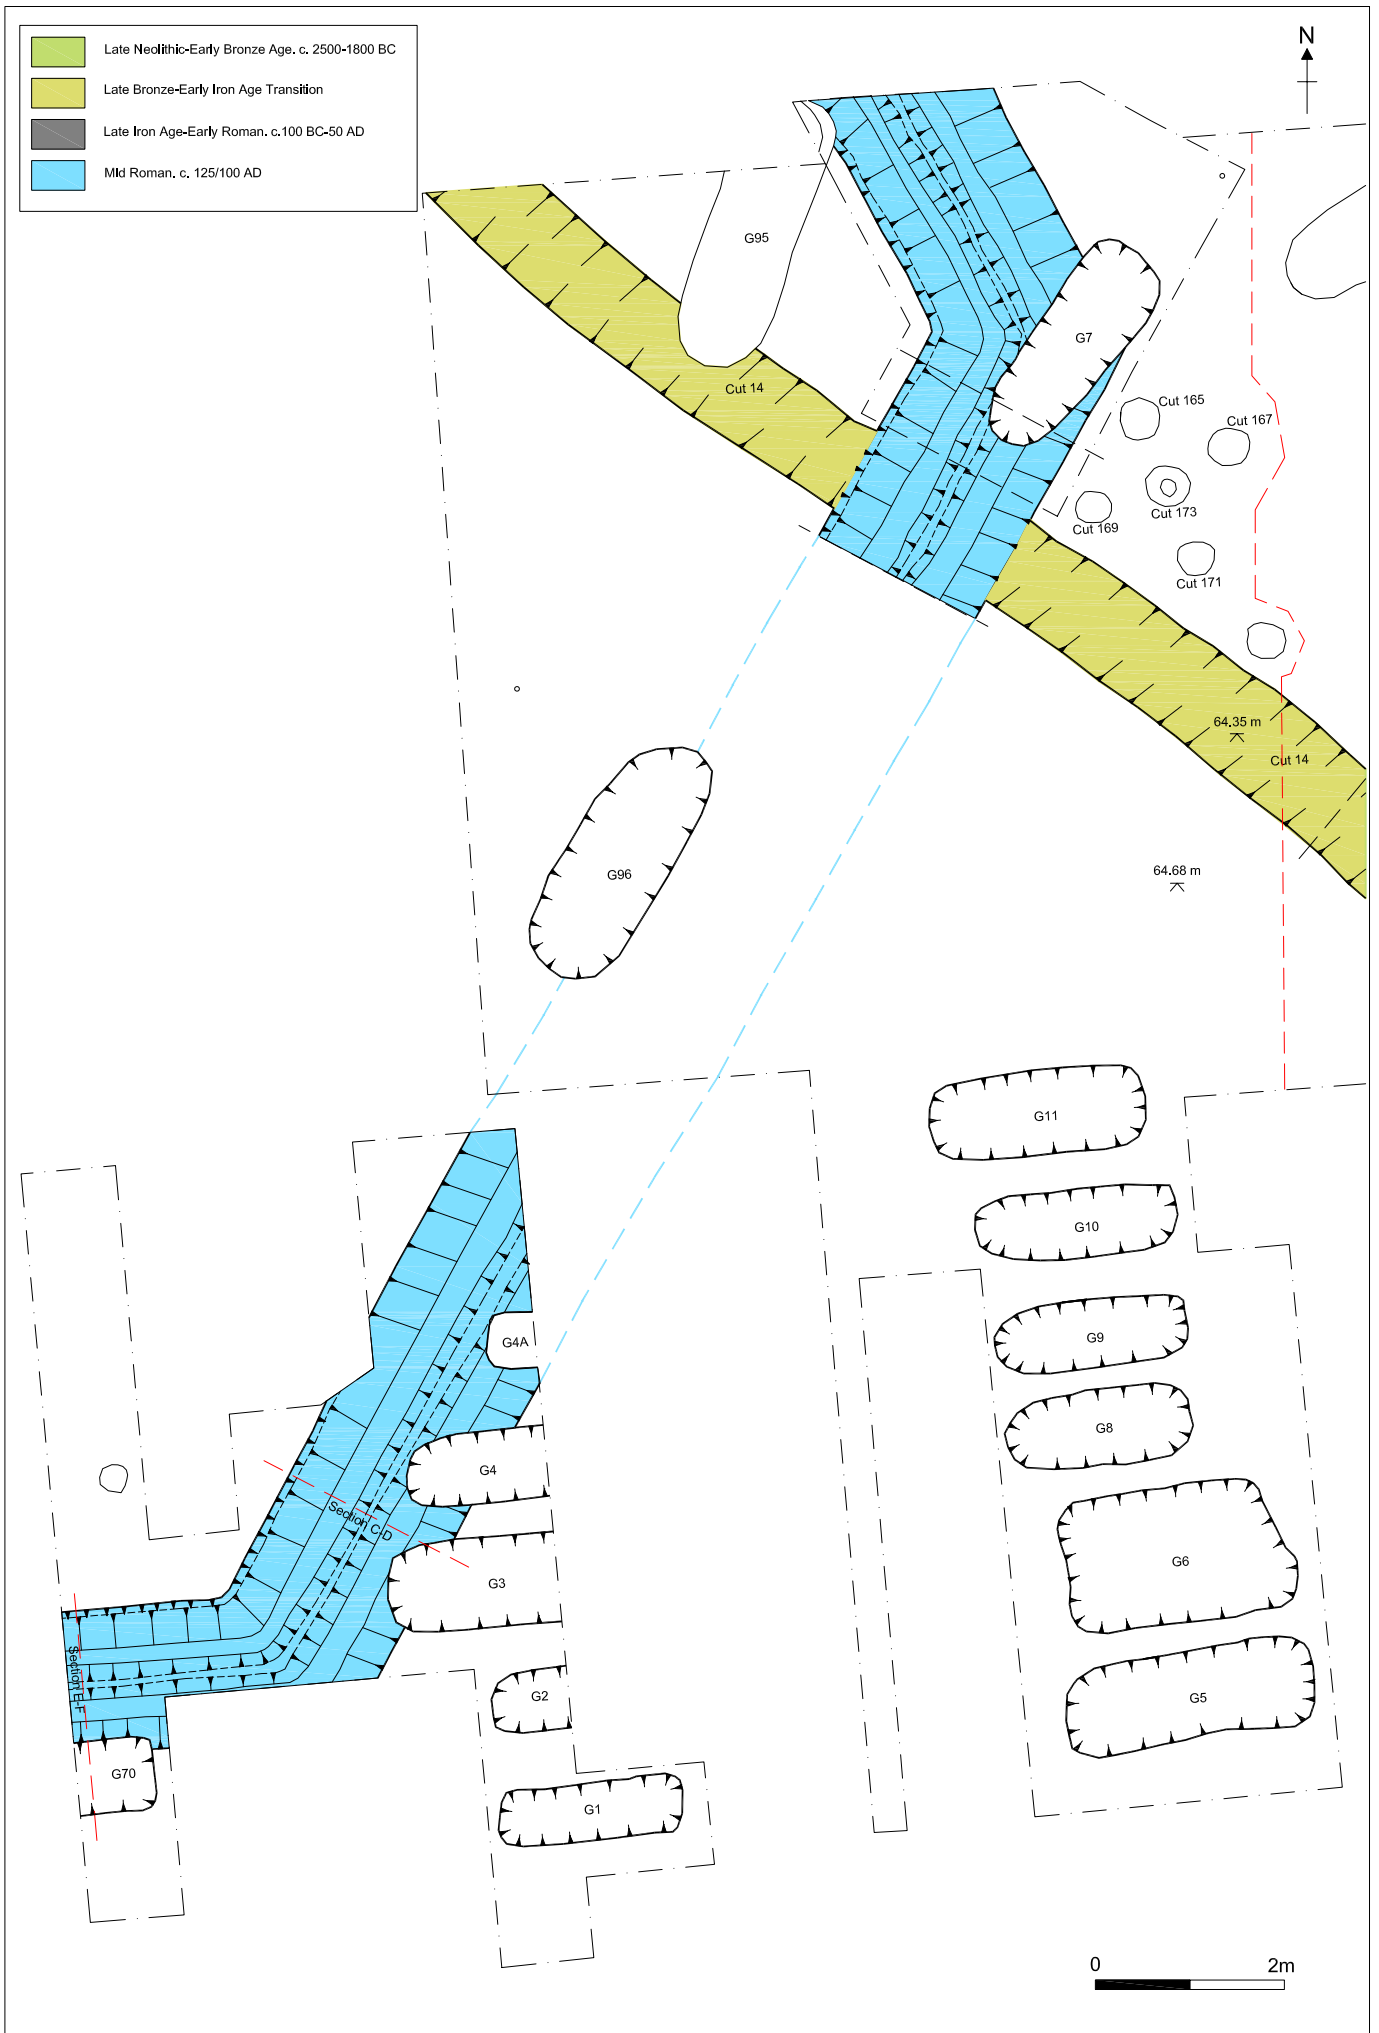 Late Neolithic-Early Bronze Age. c. 2500-1800 BC
Late Bronze-Early Iron Age Transition
Late Iron Age-Early Roman. c.100 BC-50 AD
Mid Roman. c. 125/100 AD
N
G95
G7
Cut 14
Cut 165
Cut 167
Cut 173
Cut 169
Cut 171
64.35 m
Cut 14
64.68 m
G96
G11
G10
G9
G4A
G8
G4
Section C-D
G3
G6
Section E-F
G2
G5
G70
G1
0 2m